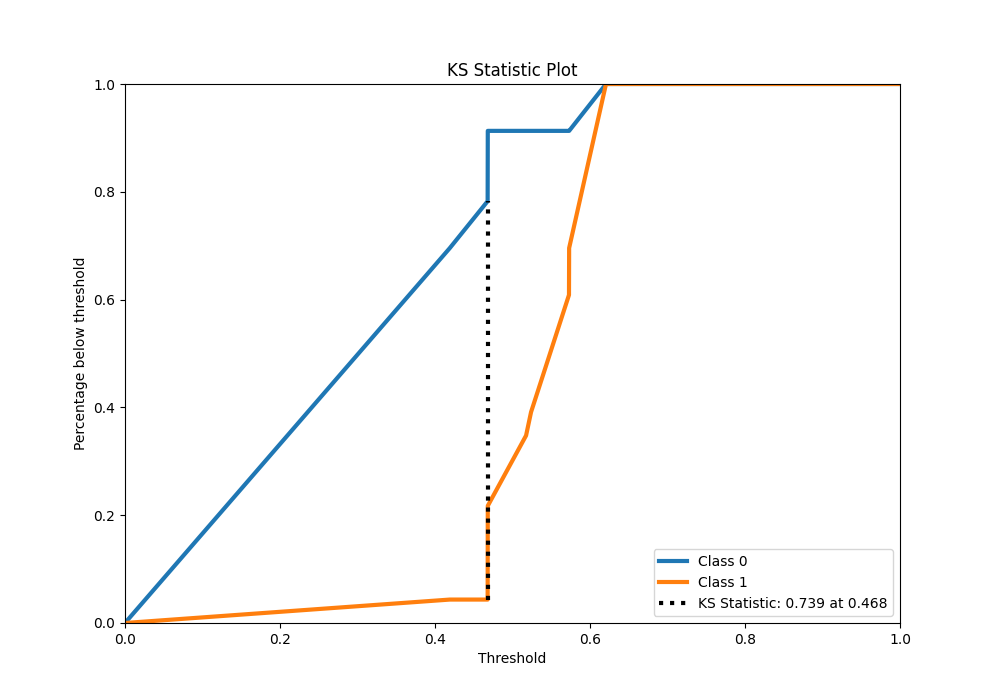 KS Statistic Plot
1.0
0.8
0.6
0.4
0.2
0.0
Percentage below threshold
0.0 0.2 0.4 0.6 0.8 1.0
Threshold
Class 0
Class 1
KS Statistic: 0.739 at 0.468